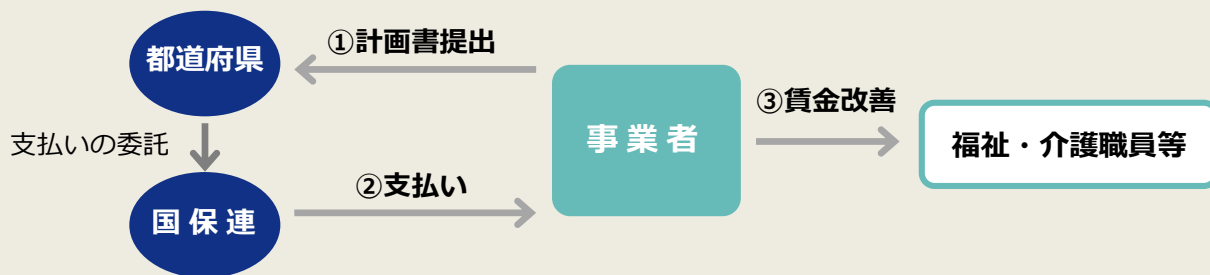 ①計画書提出
都道府県
③賃金改善
事業者
福祉・介護職員等
支払いの委託
②支払い
国保連